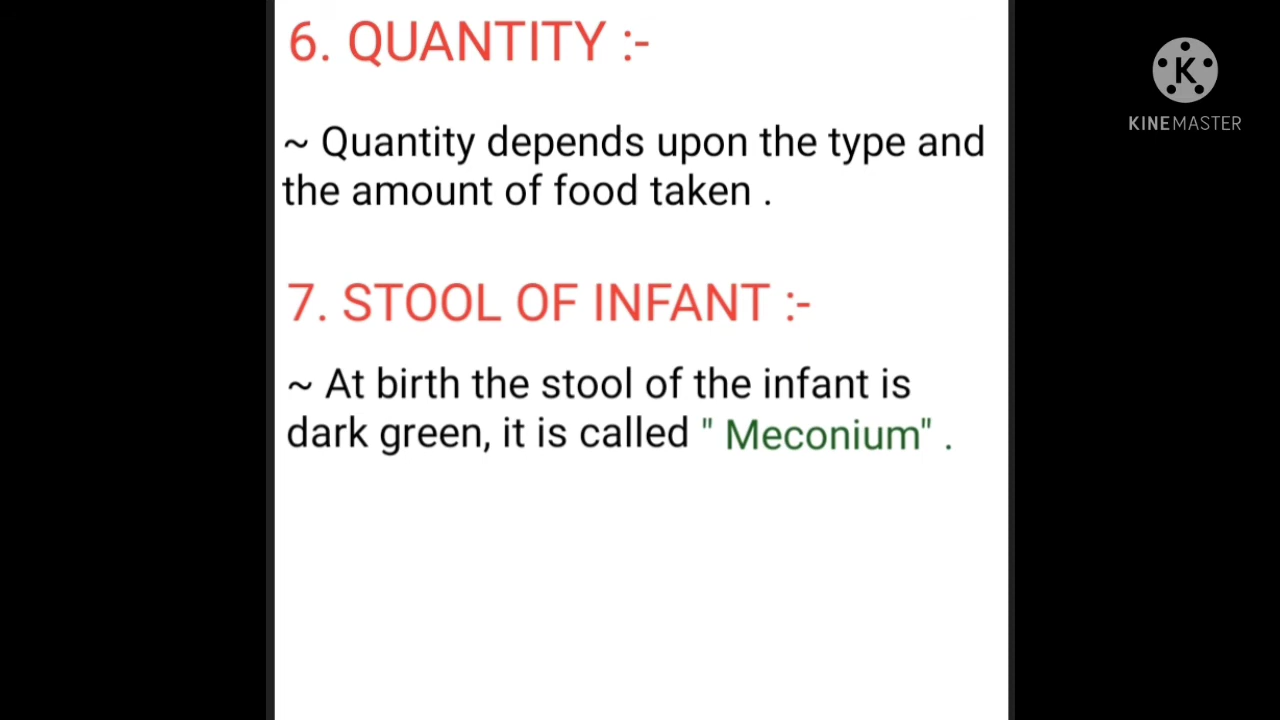 6. QUANTITY :-
~ Quantity depends upon the type and
the amount of food taken .
7. STOOL OF INFANT :-
~ At birth the stool of the infant is
dark green, it is called " Meconium" .
K
KINEMASTER